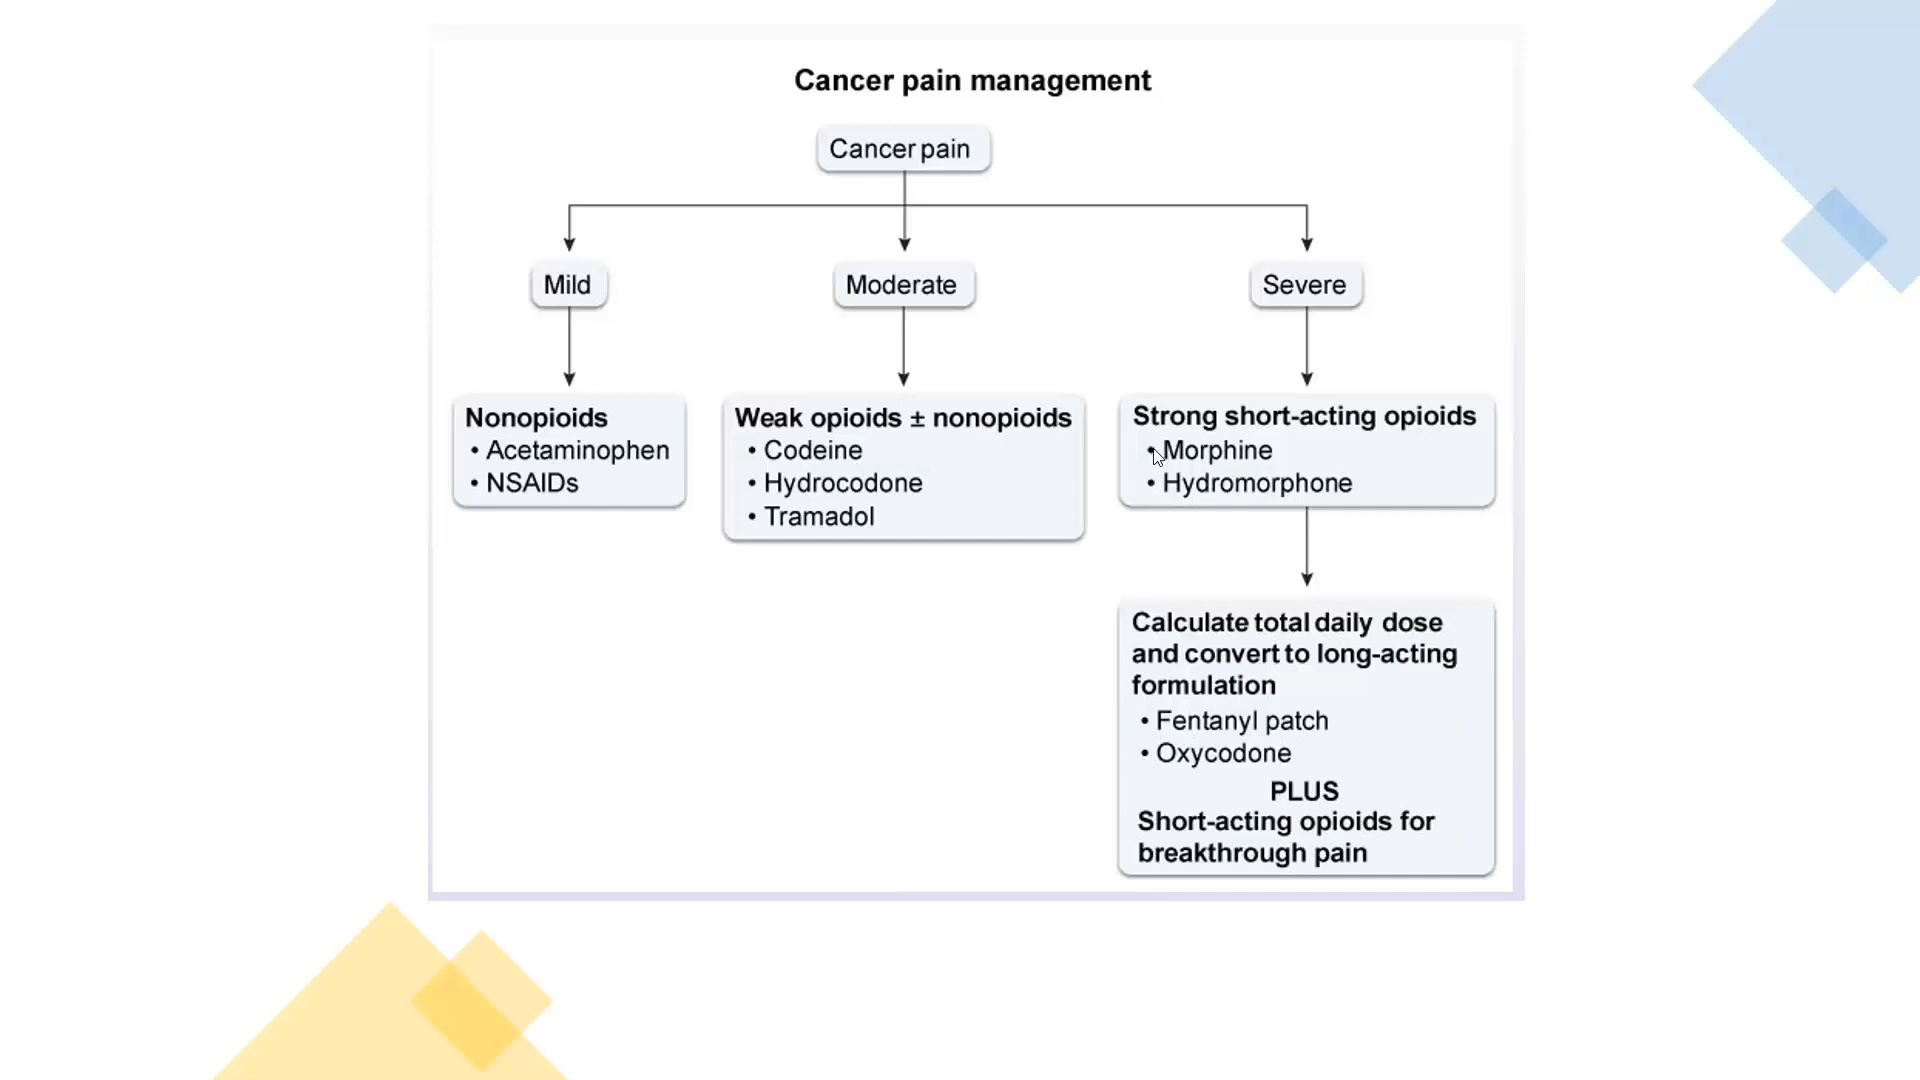 Cancer pain management
Cancer pain
Mild
Moderate
Severe
Nonopioids
• Acetaminophen
• NSAIDs
Weak opioids ± nonopioids
• Codeine
• Hydrocodone
• Tramadol
Strong short-acting opioids
• Morphine
• Hydromorphone
Calculate total daily dose
and convert to long-acting
formulation
• Fentanyl patch
• Oxycodone
PLUS
Short-acting opioids for
breakthrough pain